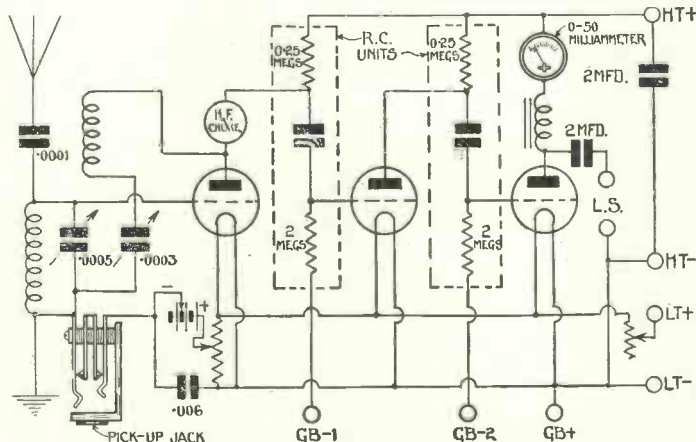 HT+
R.C.
UNITS
0-50
MILLIAMMETER
0·25
MEGS
0·25
MEGS
2MFD.
H.F.
CHOKE
2MFD.
·0001
L.S.
2
MEGS
2
MEGS
·0005
·0003
HT-
- +
LT+
·006
LT-
PICK-UP JACK
GB-1
GB-2
GB+